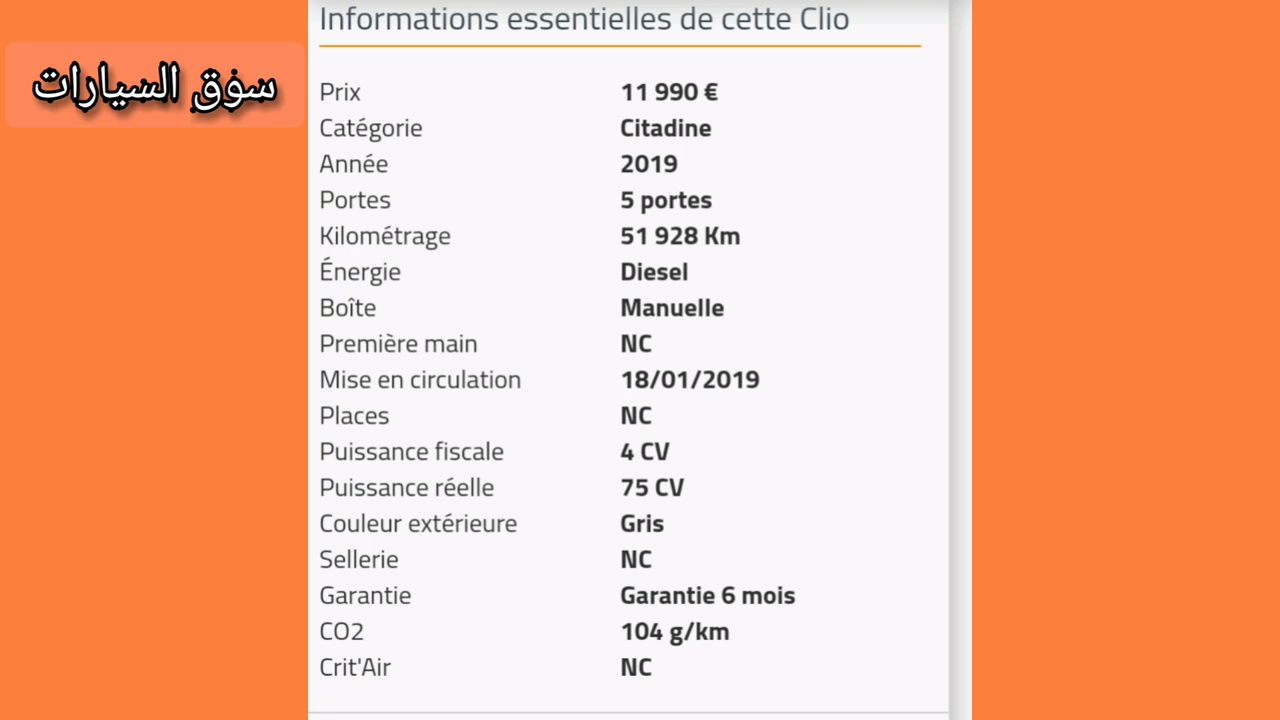 Informations essentielles de cette Clio
سوق السيارات
Prix 11 990 €
Catégorie Citadine
Année 2019
Portes 5 portes
Kilométrage 51 928 Km
Énergie Diesel
Boîte Manuelle
Première main NC
Mise en circulation 18/01/2019
Places NC
Puissance fiscale 4 CV
Puissance réelle 75 CV
Couleur extérieure Gris
Sellerie NC
Garantie Garantie 6 mois
CO2 104 g/km
Crit'Air NC